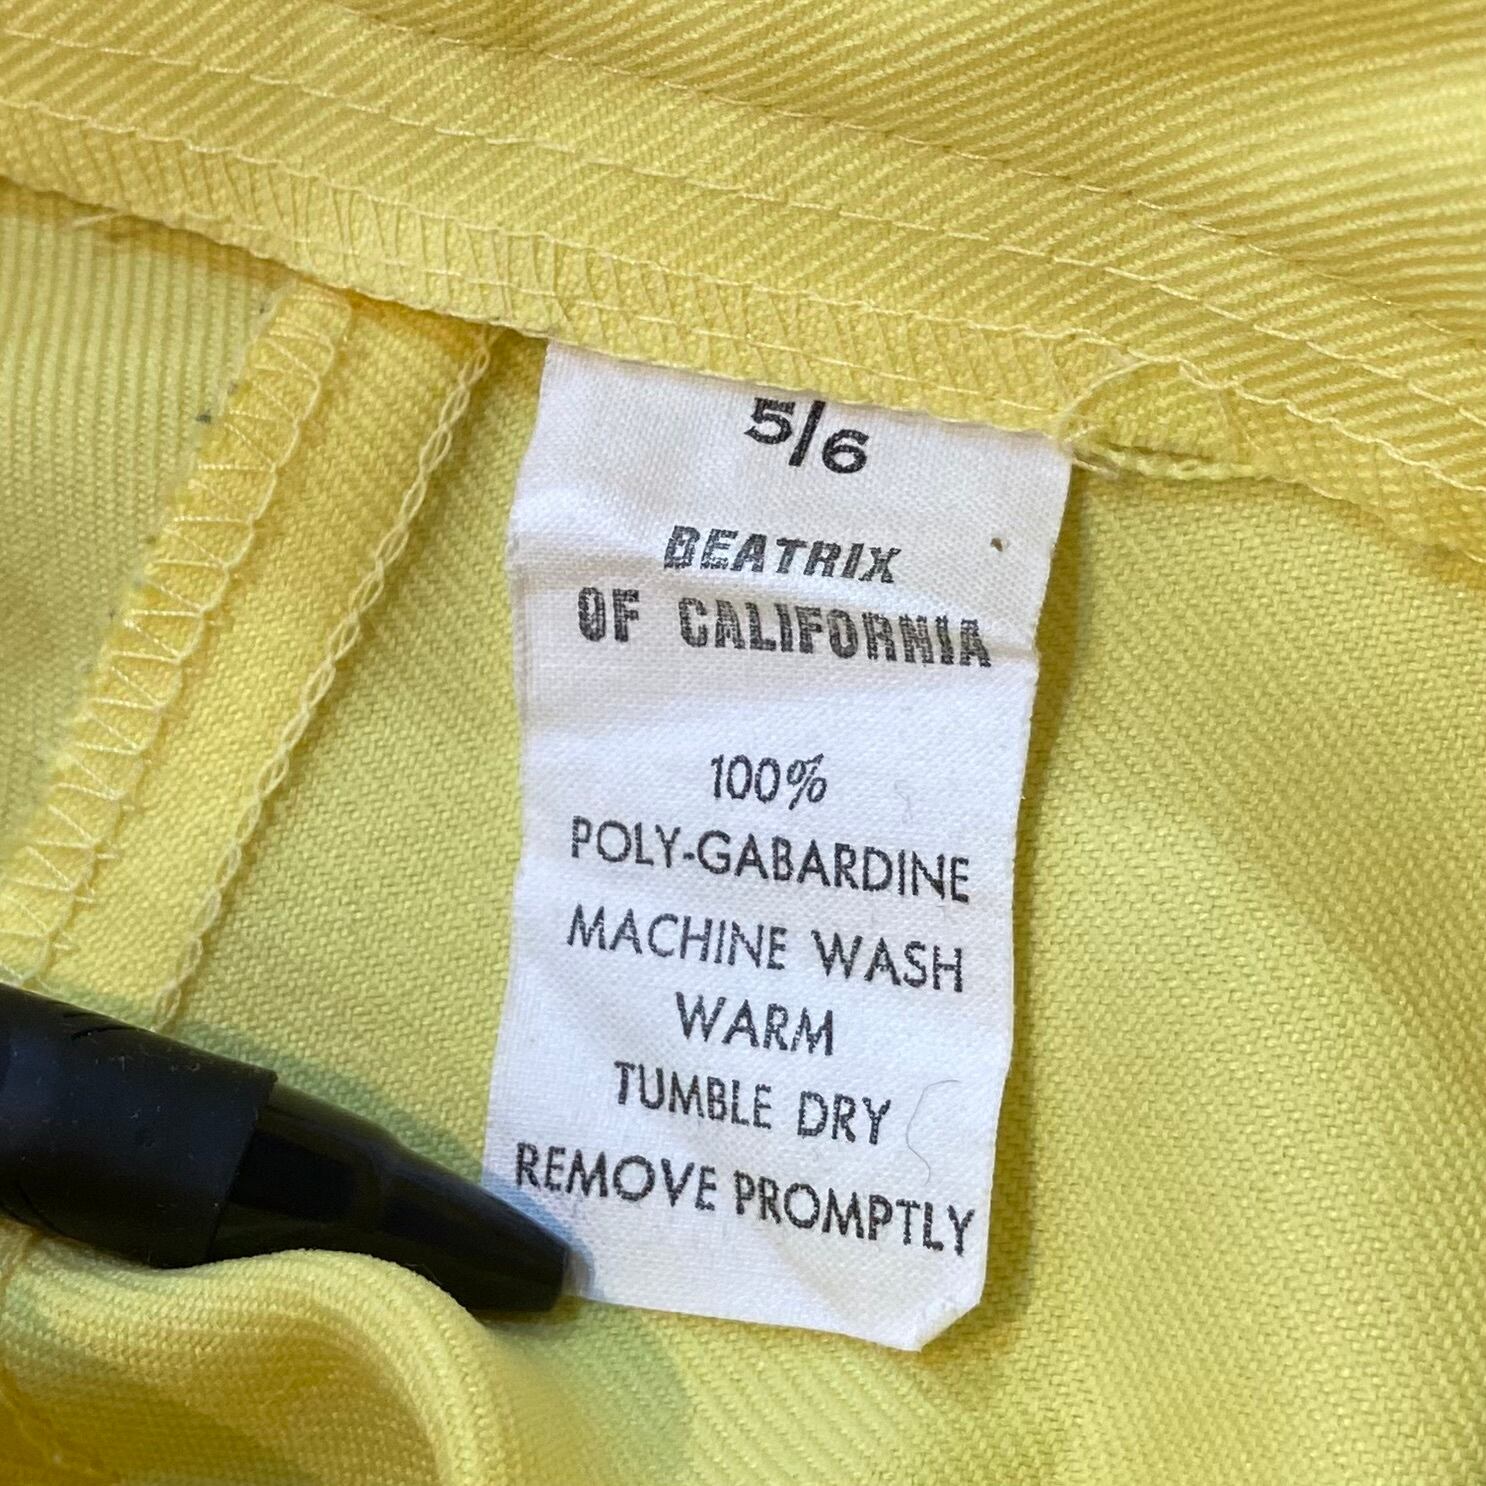 5/6
BEATRIX
OF CALIFORNIA
100%
POLY-GABARDINE
MACHINE WASH
WARM
TUMBLE DRY
REMOVE PROMPTLY